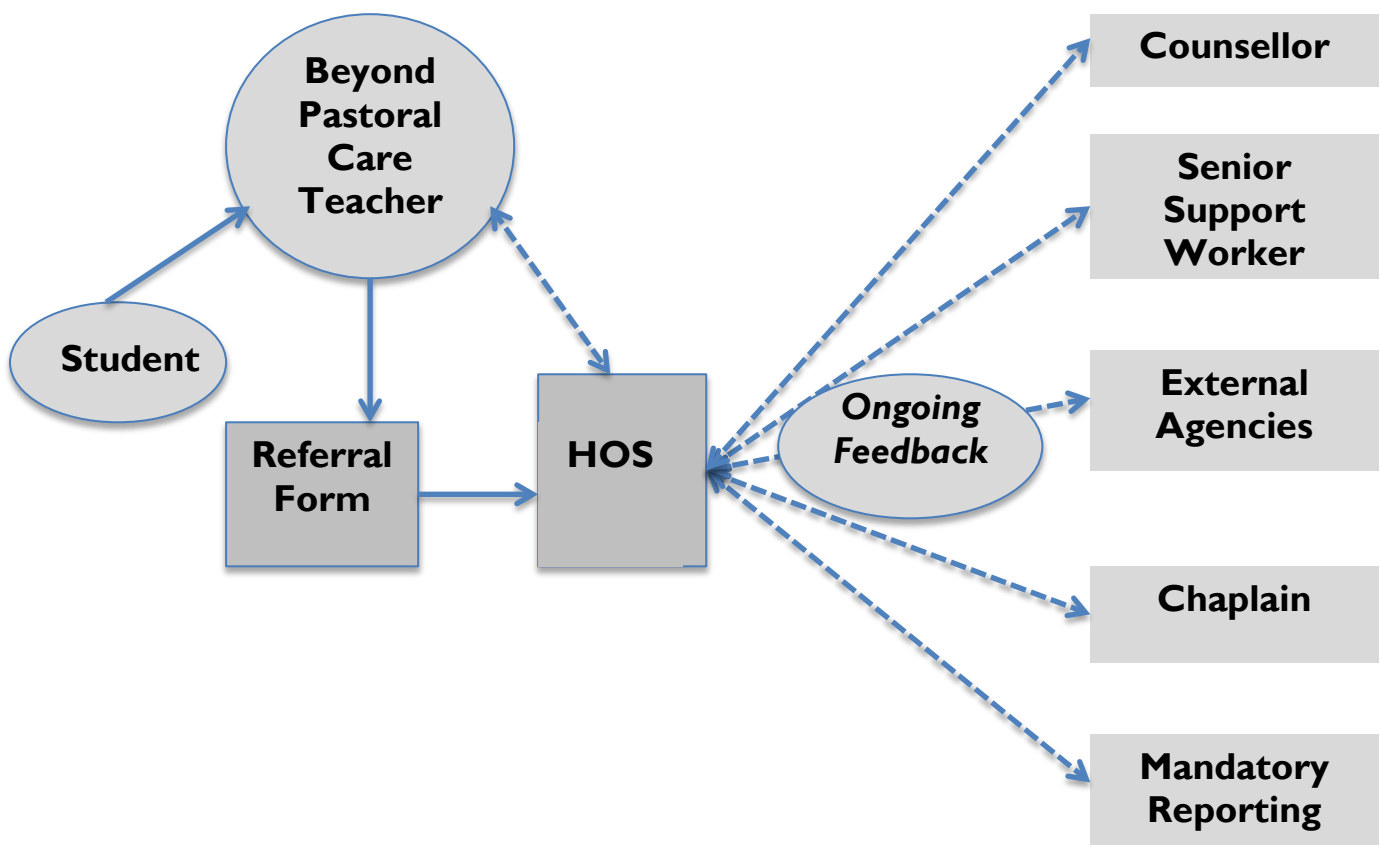 Beyond
Pastoral
Care
Teacher
Student
Referral
Form
HOS
Ongoing
Feedback
Counsellor
Senior
Support
Worker
External
Agencies
Chaplain
Mandatory
Reporting